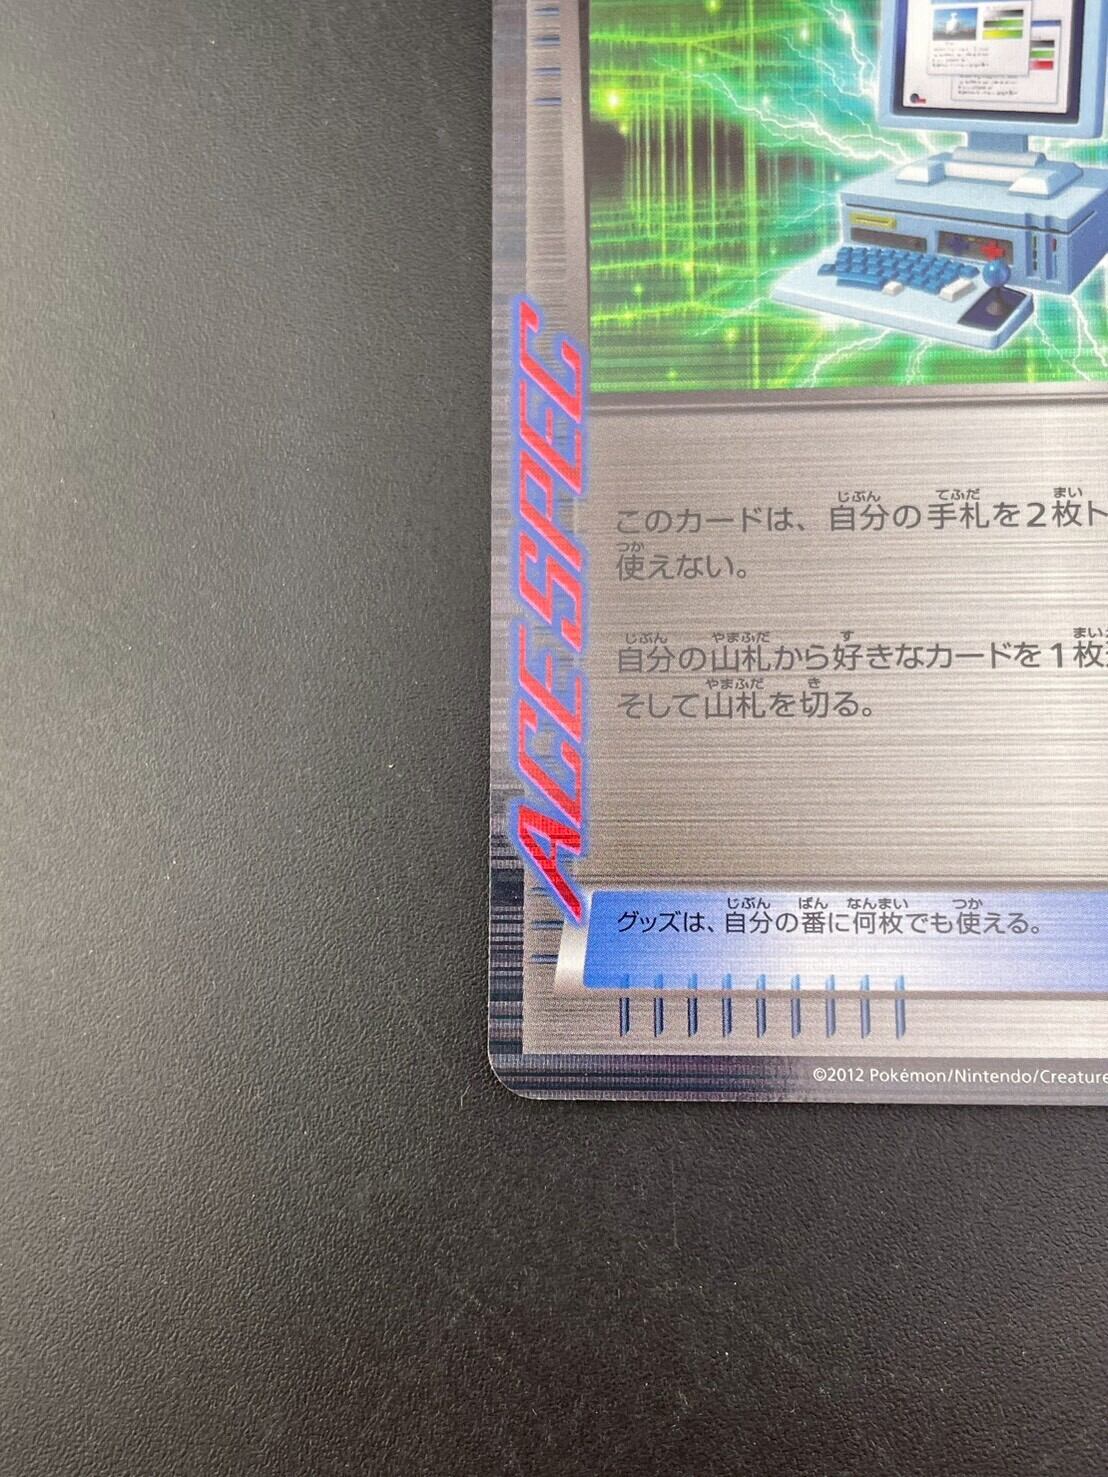 ACE SPEC
このカードは、自分の手札を2枚ト
使えない。
自分の山札から好きなカードを1枚
そして山札を切る。
グッズは、自分の番に何枚でも使える。
©2012 Pokémon/Nintendo/Creature